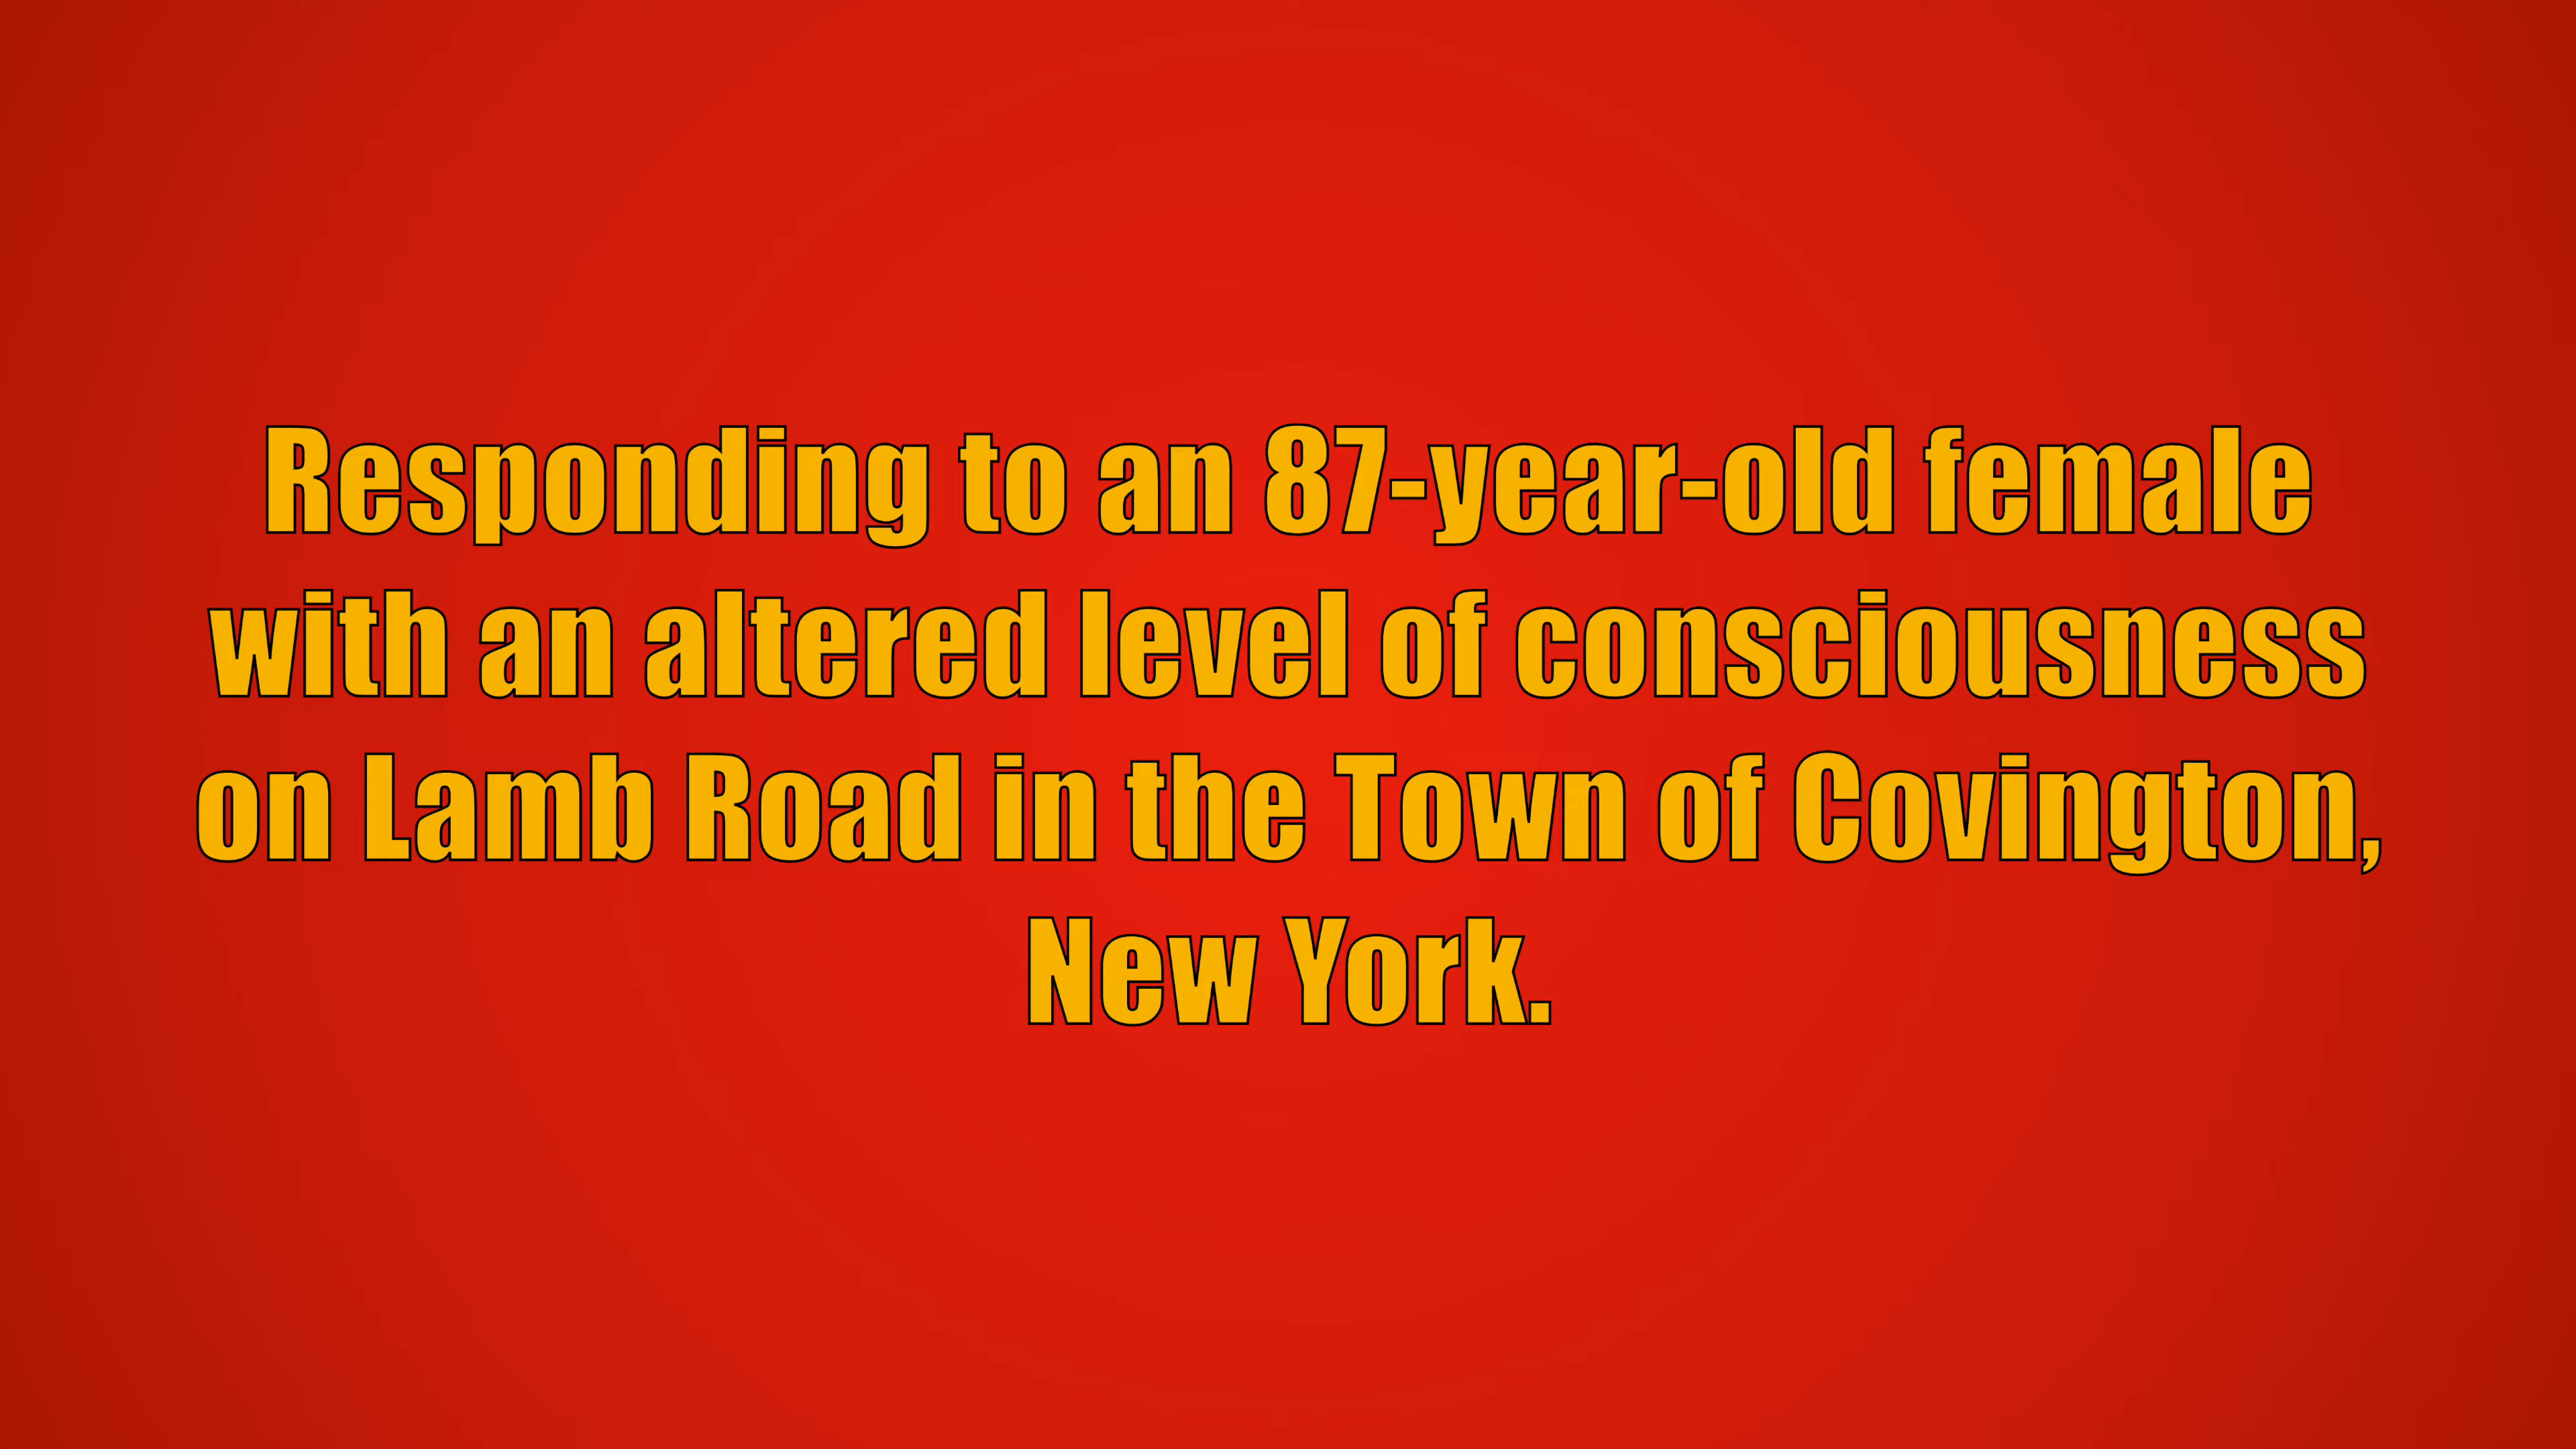 Responding to an 87-year-old female
with an altered level of consciousness
on Lamb Road in the Town of Covington,
New York.